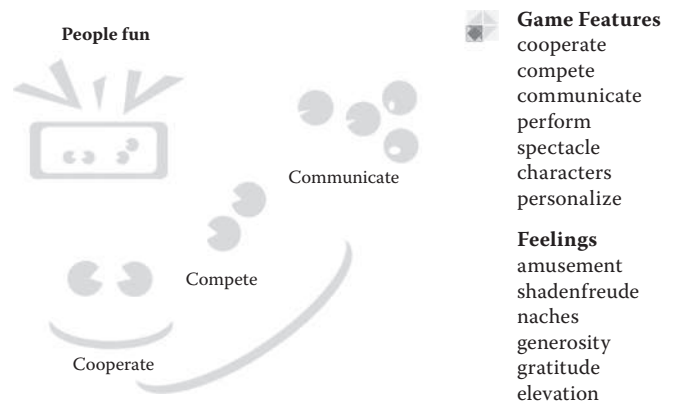 People fun
Communicate
Compete
Cooperate
Game Features
cooperate
compete
communicate
perform
spectacle
characters
personalize
Feelings
amusement
shadenfreude
naches
generosity
gratitude
elevation